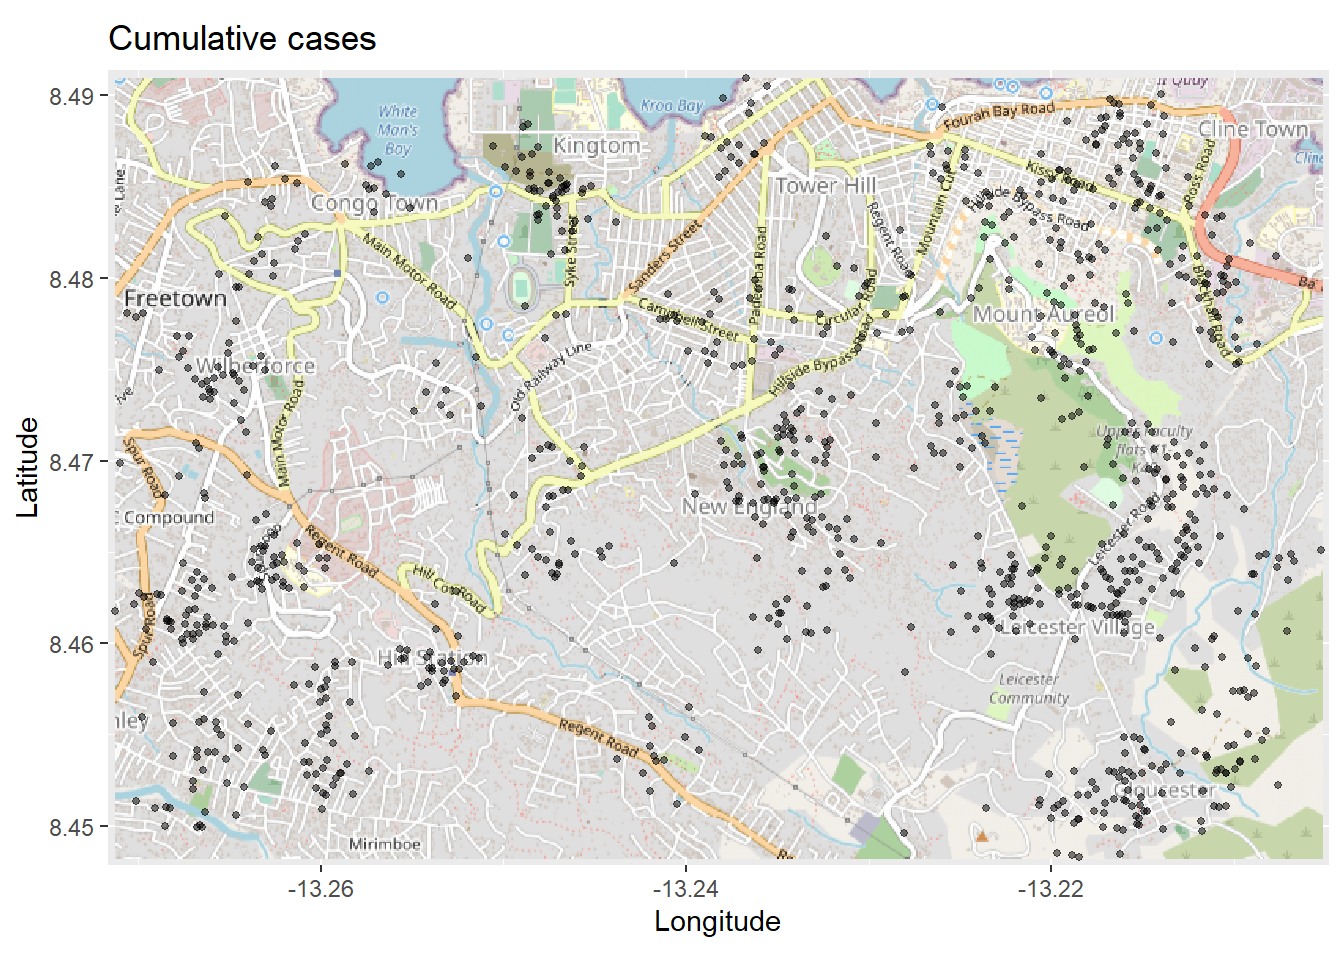 Cumulative cases
8.49
8.48
8.47
8.46
8.45
Latitude
-13.26
-13.24
-13.22
Longitude
White
Man's
Bay
Kroo Bay
Kingtom
Congo Town
Tower Hill
Fourah Bay Road
Cline Town
Cline
Quay
Kissy Road
Ross Road
Hillside Bypass Road
Mountain Cut
Regent Road
Main Motor Road
Syke Street
Sanders Street
Pademba Road
Circular Road
Campbell Street
Hillside Bypass Road
Old Railway Line
Mount Aureol
Freetown
Wilberforce
Main Motor Road
Lane
Spur Road
Compound
Regent Road
Hill Cot Road
New England
Upper Faculty
flats
Leicester Road
Leicester Village
Spur Road
Hill Station
Leicester
Community
Regent Road
Gloucester
Mirimboe